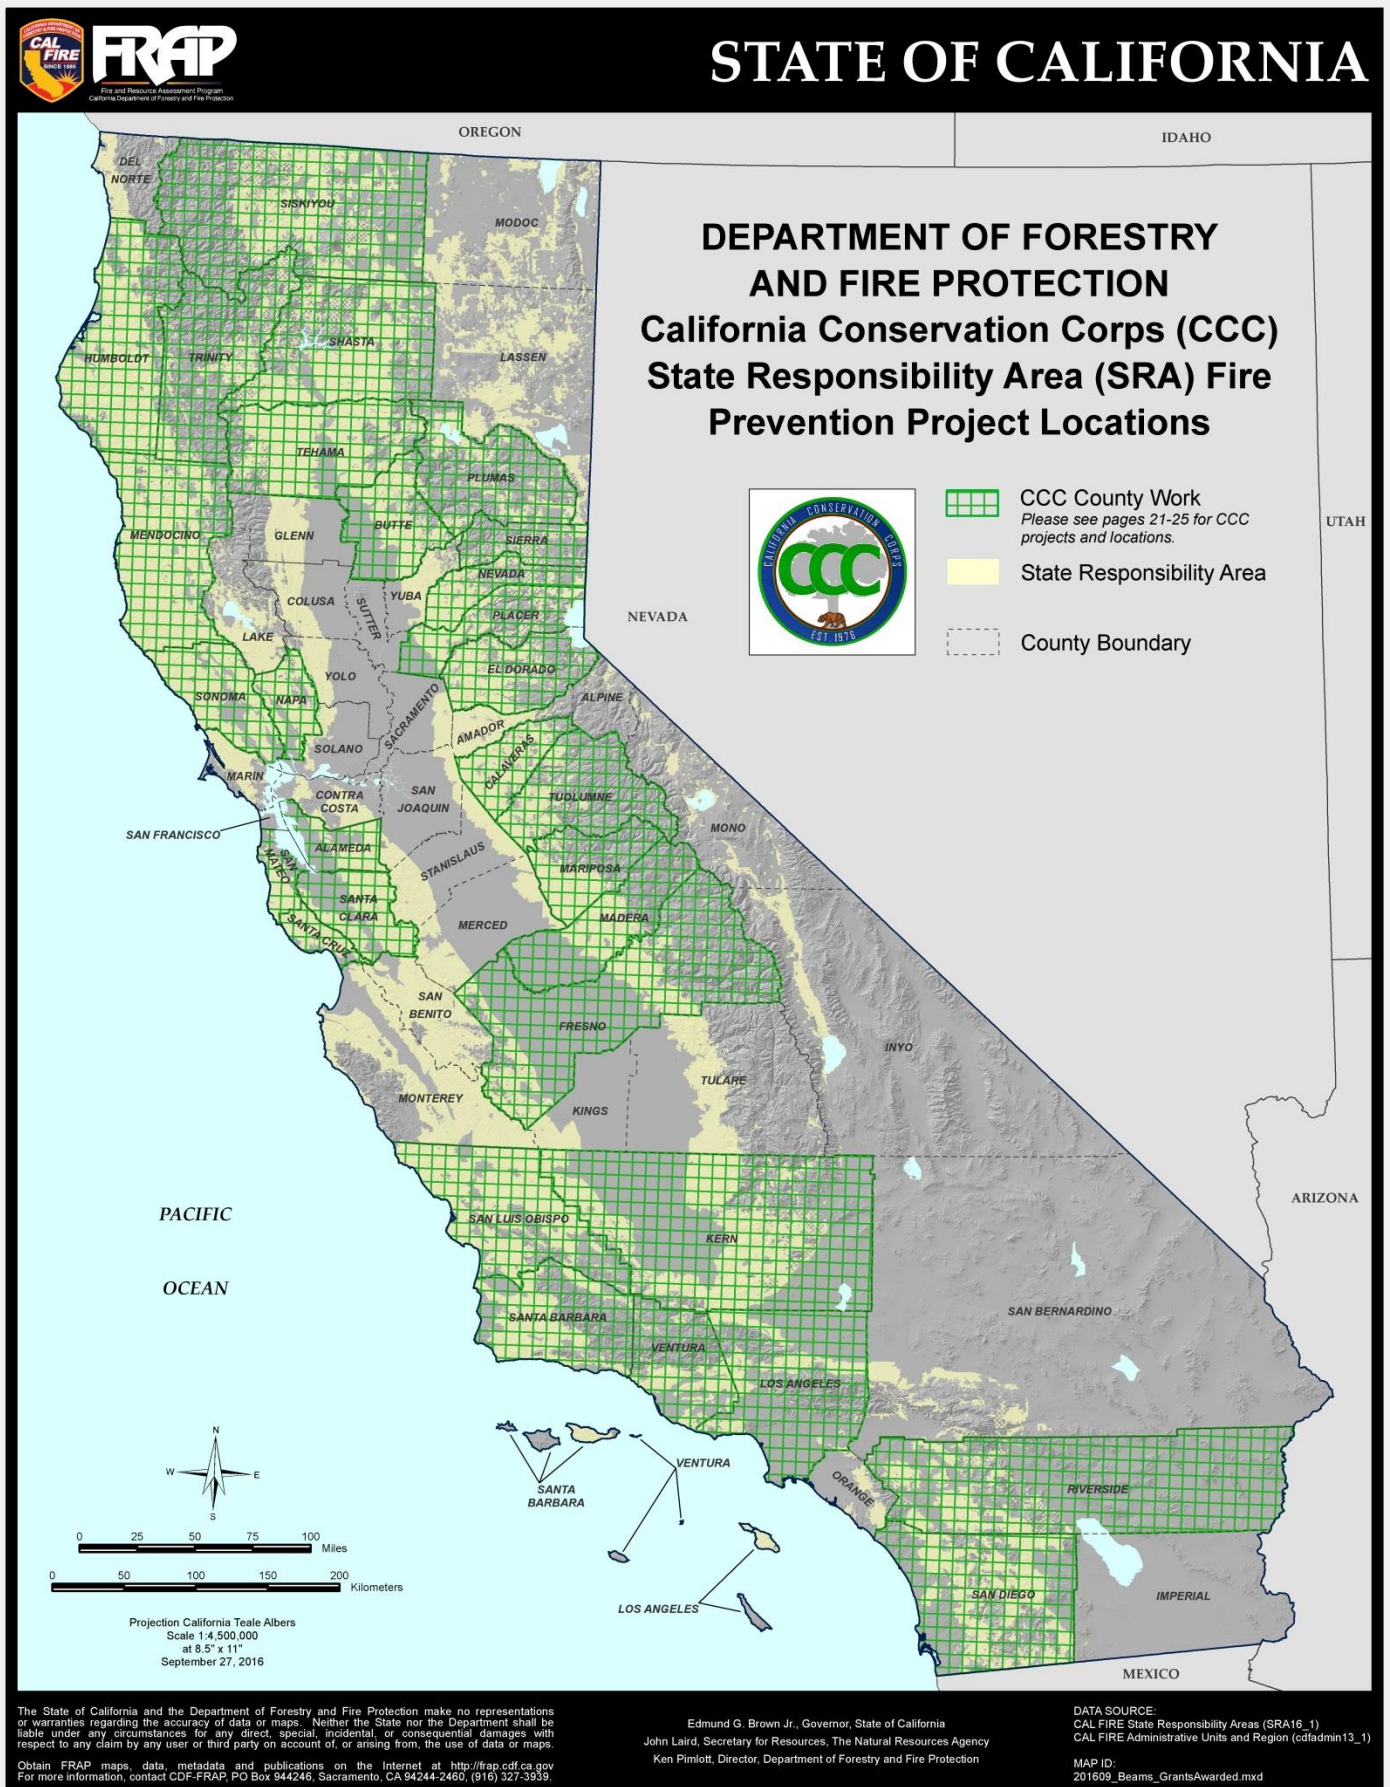 CALIFORNIA DEPARTMENT OF
FORESTRY & FIRE PROTECTION
CAL
FIRE
SINCE 1885
FRAP
Fire and Resource Assessment Program
California Department of Forestry and Fire Protection
STATE OF CALIFORNIA
OREGON
IDAHO
DEL
NORTE
SISKIYOU
MODOC
DEPARTMENT OF FORESTRY
AND FIRE PROTECTION
California Conservation Corps (CCC)
State Responsibility Area (SRA) Fire
Prevention Project Locations
HUMBOLDT
TRINITY
SHASTA
LASSEN
TEHAMA
PLUMAS
CALIFORNIA CONSERVATION CORPS
CCC
EST. 1976
CCC County Work
Please see pages 21-25 for CCC
projects and locations.
State Responsibility Area
County Boundary
UTAH
MENDOCINO
GLENN
BUTTE
SIERRA
NEVADA
COLUSA
SUTTER
YUBA
PLACER
NEVADA
LAKE
EL DORADO
SONOMA
NAPA
YOLO
SACRAMENTO
ALPINE
AMADOR
SOLANO
MARIN
CALAVERAS
CONTRA
COSTA
SAN
JOAQUIN
TUOLUMNE
MONO
SAN FRANCISCO
ALAMEDA
SAN
MATEO
STANISLAUS
MARIPOSA
SANTA
CLARA
SANTA CRUZ
MERCED
MADERA
SAN
BENITO
FRESNO
INYO
TULARE
MONTEREY
KINGS
PACIFIC
OCEAN
ARIZONA
SAN LUIS OBISPO
KERN
SAN BERNARDINO
SANTA BARBARA
VENTURA
LOS ANGELES
N
W
E
S
SANTA
BARBARA
VENTURA
ORANGE
RIVERSIDE
LOS ANGELES
SAN DIEGO
IMPERIAL
MEXICO
0 25 50 75 100
Miles
0 50 100 150 200
Kilometers
Projection California Teale Albers
Scale 1:4,500,000
at 8.5" x 11"
September 27, 2016
The State of California and the Department of Forestry and Fire Protection make no representations
or warranties regarding the accuracy of data or maps. Neither the State nor the Department shall be
liable under any circumstances for any direct, special, incidental, or consequential damages with
respect to any claim by any user or third party on account of, or arising from, the use of data or maps.
Obtain FRAP maps, data, metadata and publications on the Internet at http://frap.cdf.ca.gov
For more information, contact CDF-FRAP, PO Box 944246, Sacramento, CA 94244-2460, (916) 327-3939.
Edmund G. Brown Jr., Governor, State of California
John Laird, Secretary for Resources, The Natural Resources Agency
Ken Pimlott, Director, Department of Forestry and Fire Protection
DATA SOURCE:
CAL FIRE State Responsibility Areas (SRA16_1)
CAL FIRE Administrative Units and Region (cdfadmin13_1)
MAP ID:
201609_Beams_GrantsAwarded.mxd